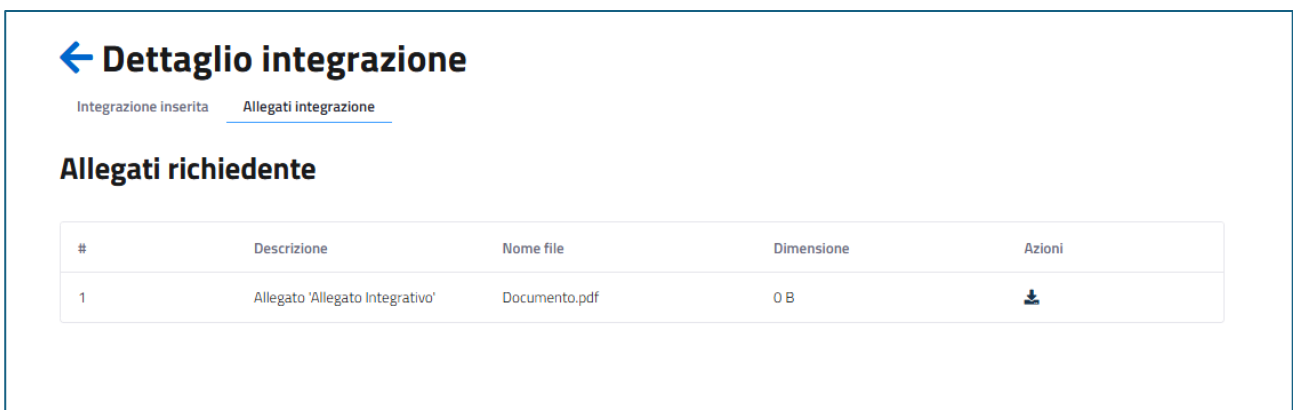 Dettaglio integrazione
Integrazione inserita Allegati integrazione
Allegati richiedente
# Descrizione Nome file Dimensione Azioni
1 Allegato 'Allegato Integrativo' Documento.pdf 0 B